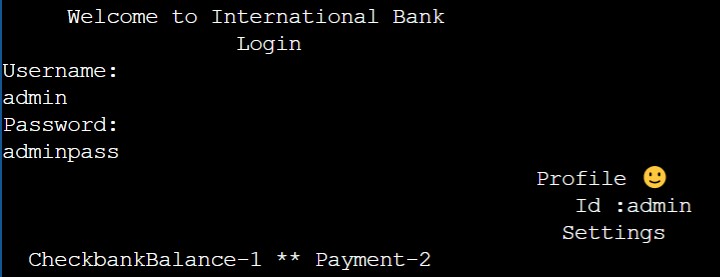 Welcome to International Bank
Login
Username:
admin
Password:
adminpass
Profile 🙂
Id :admin
Settings
CheckbankBalance-1 ** Payment-2